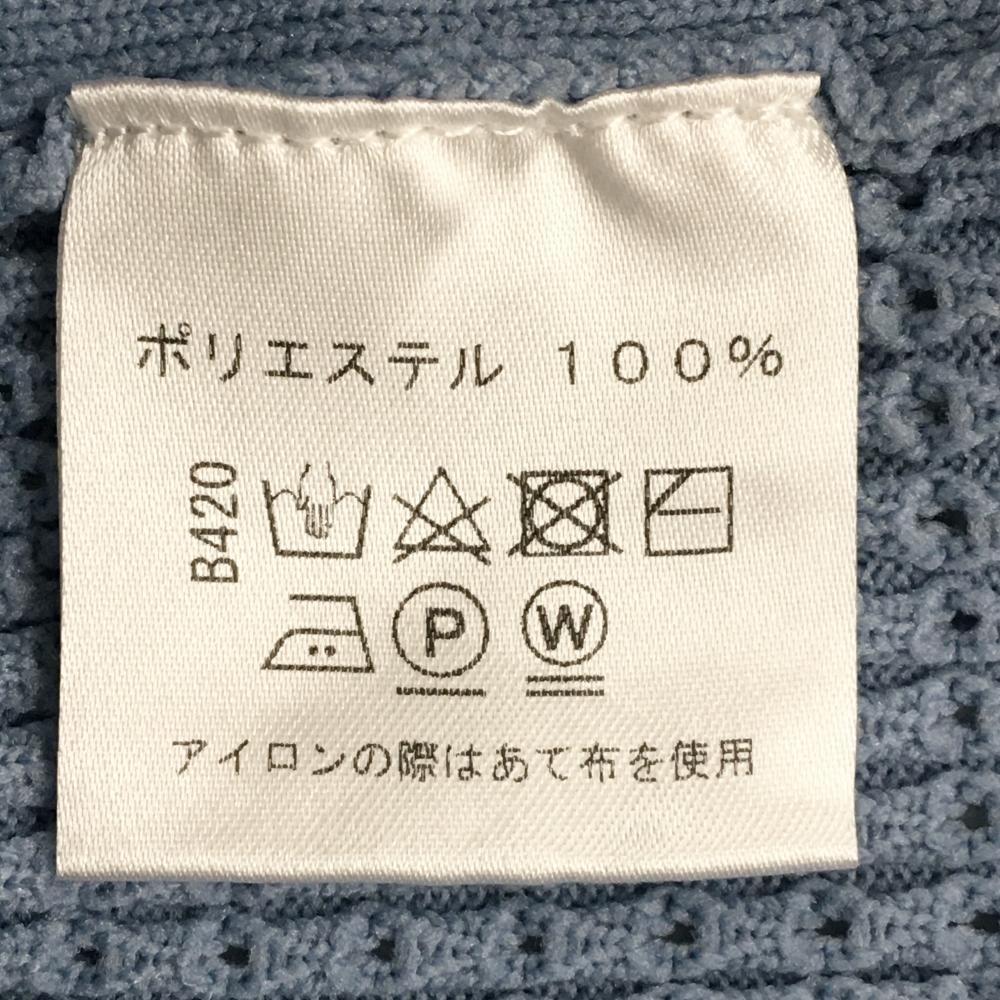 ポリエステル １００％
B420
P W
アイロンの際はあて布を使用